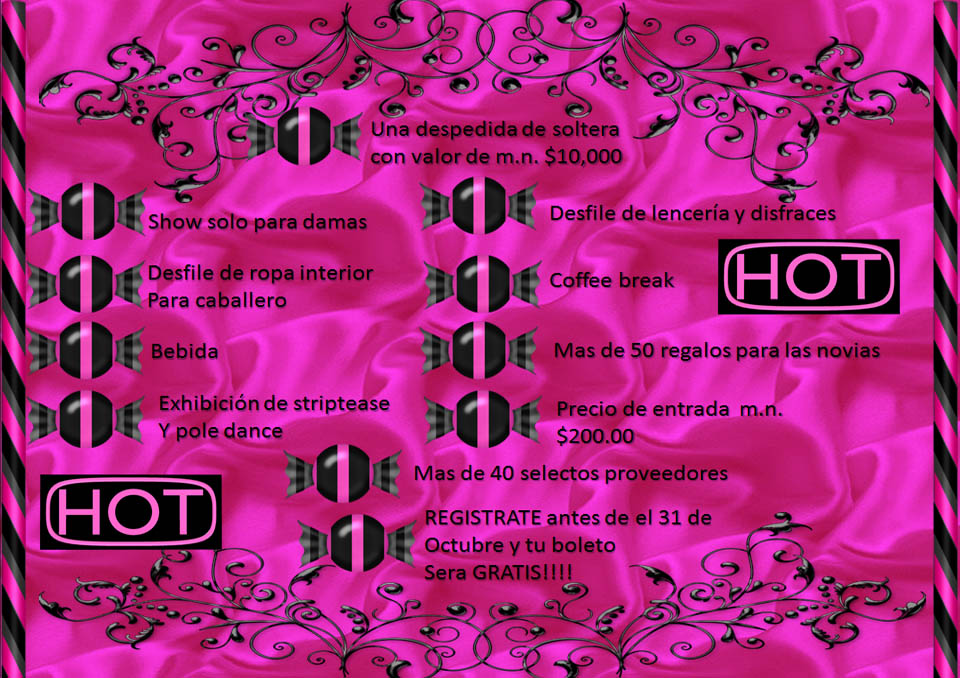 Una despedida de soltera
con valor de m.n. $10,000
Show solo para damas
Desfile de lencería y disfraces
Desfile de ropa interior
Para caballero
Coffee break
HOT
Bebida
Mas de 50 regalos para las novias
Exhibición de striptease
Y pole dance
Precio de entrada m.n.
$200.00
Mas de 40 selectos proveedores
HOT
REGISTRATE antes de el 31 de
Octubre y tu boleto
Sera GRATIS!!!!